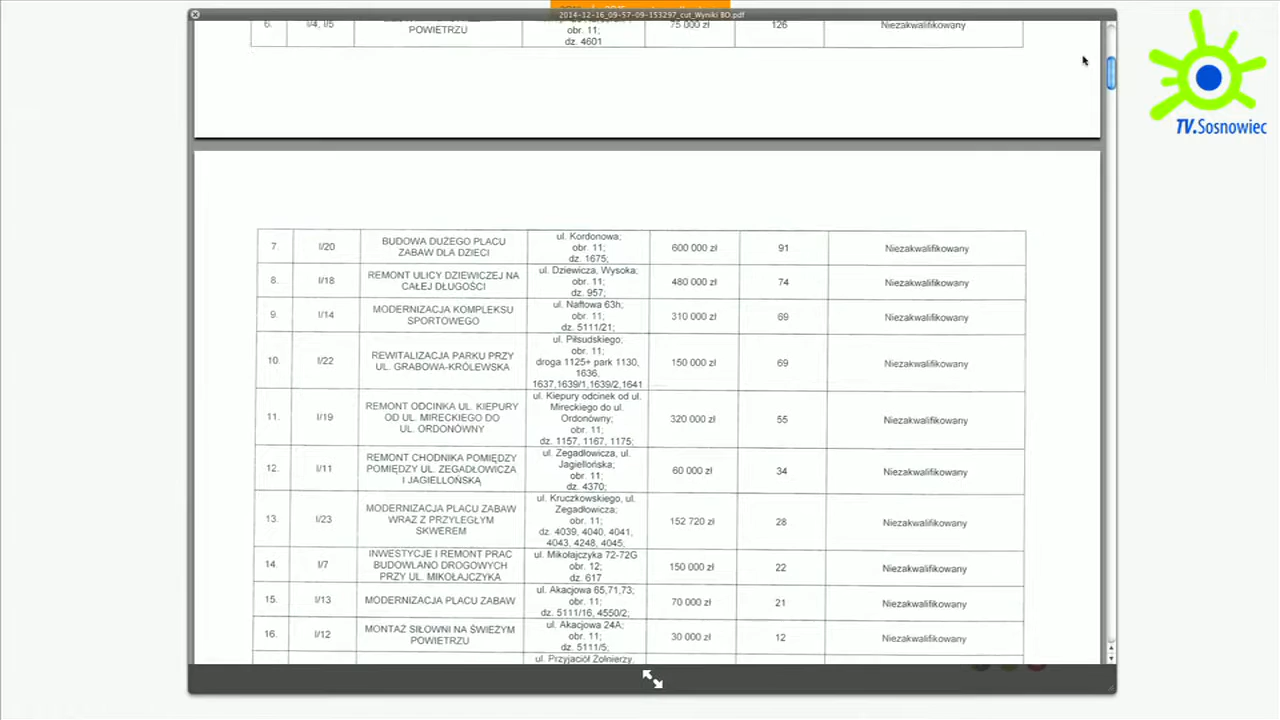 2014-12-16_09-57-09-153297_cut_Wyniki BO.pdf
6. I/4, I/5 POWIETRZU obr. 11; 75 000 zł 126 Niezakwalifikowany
dz. 4601
TV.Sosnowiec
7. I/20 BUDOWA DUŻEGO PLACU ZABAW DLA DZIECI ul. Kordonowa; obr. 11; dz. 1675; 600 000 zł 91 Niezakwalifikowany
8. I/18 REMONT ULICY DZIEWICZEJ NA CAŁEJ DŁUGOŚCI ul. Dziewicza, Wysoka; obr. 11; dz. 957; 480 000 zł 74 Niezakwalifikowany
9. I/14 MODERNIZACJA KOMPLEKSU SPORTOWEGO ul. Naftowa 63h; obr. 11; dz. 5111/21; 310 000 zł 69 Niezakwalifikowany
10. I/22 REWITALIZACJA PARKU PRZY UL. GRABOWA-KRÓLEWSKA ul. Piłsudskiego; obr. 11; droga 1125+ park 1130, 1636, 1637,1639/1,1639/2,1641 150 000 zł 69 Niezakwalifikowany
11. I/19 REMONT ODCINKA UL. KIEPURY OD UL. MIRECKIEGO DO UL. ORDONÓWNY ul. Kiepury odcinek od ul. Mireckiego do ul. Ordonówny; obr. 11; dz. 1157, 1167, 1175; 320 000 zł 55 Niezakwalifikowany
12. I/11 REMONT CHODNIKA POMIĘDZY POMIĘDZY UL. ZEGADŁOWICZA I JAGIELLOŃSKĄ ul. Zegadłowicza, ul. Jagiellońska; obr. 11; dz. 4370; 60 000 zł 34 Niezakwalifikowany
13. I/23 MODERNIZACJA PLACU ZABAW WRAZ Z PRZYLEGŁYM SKWEREM ul. Kruczkowskiego, ul. Zegadłowicza; obr. 11; dz. 4039, 4040, 4041, 4043, 4248, 4045; 152 720 zł 28 Niezakwalifikowany
14. I/7 INWESTYCJE I REMONT PRAC BUDOWLANO DROGOWYCH PRZY UL. MIKOŁAJCZYKA ul. Mikołajczyka 72-72G obr. 12; dz. 617 150 000 zł 22 Niezakwalifikowany
15. I/13 MODERNIZACJA PLACU ZABAW ul. Akacjowa 65,71,73; obr. 11; dz. 5111/16, 4550/2; 70 000 zł 21 Niezakwalifikowany
16. I/12 MONTAŻ SIŁOWNI NA ŚWIEŻYM POWIETRZU ul. Akacjowa 24A; obr. 11; dz. 5111/5, 30 000 zł 12 Niezakwalifikowany
ul. Przyjaciół Żołnierzy,